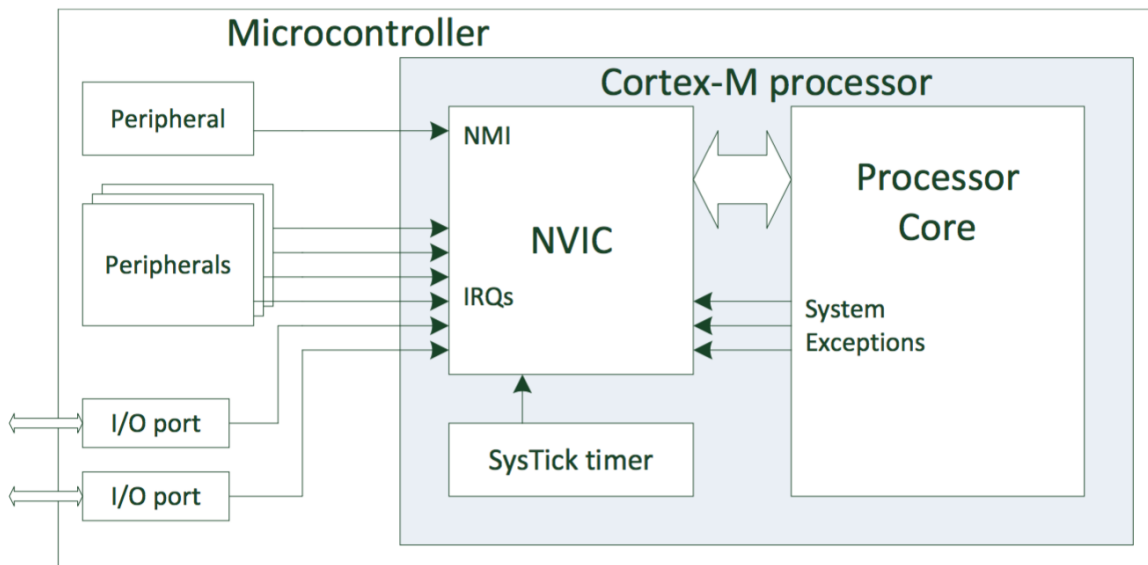 Microcontroller
Cortex-M processor
Peripheral
NMI
Processor
Core
NVIC
Peripherals
IRQs
System
Exceptions
I/O port
SysTick timer
I/O port